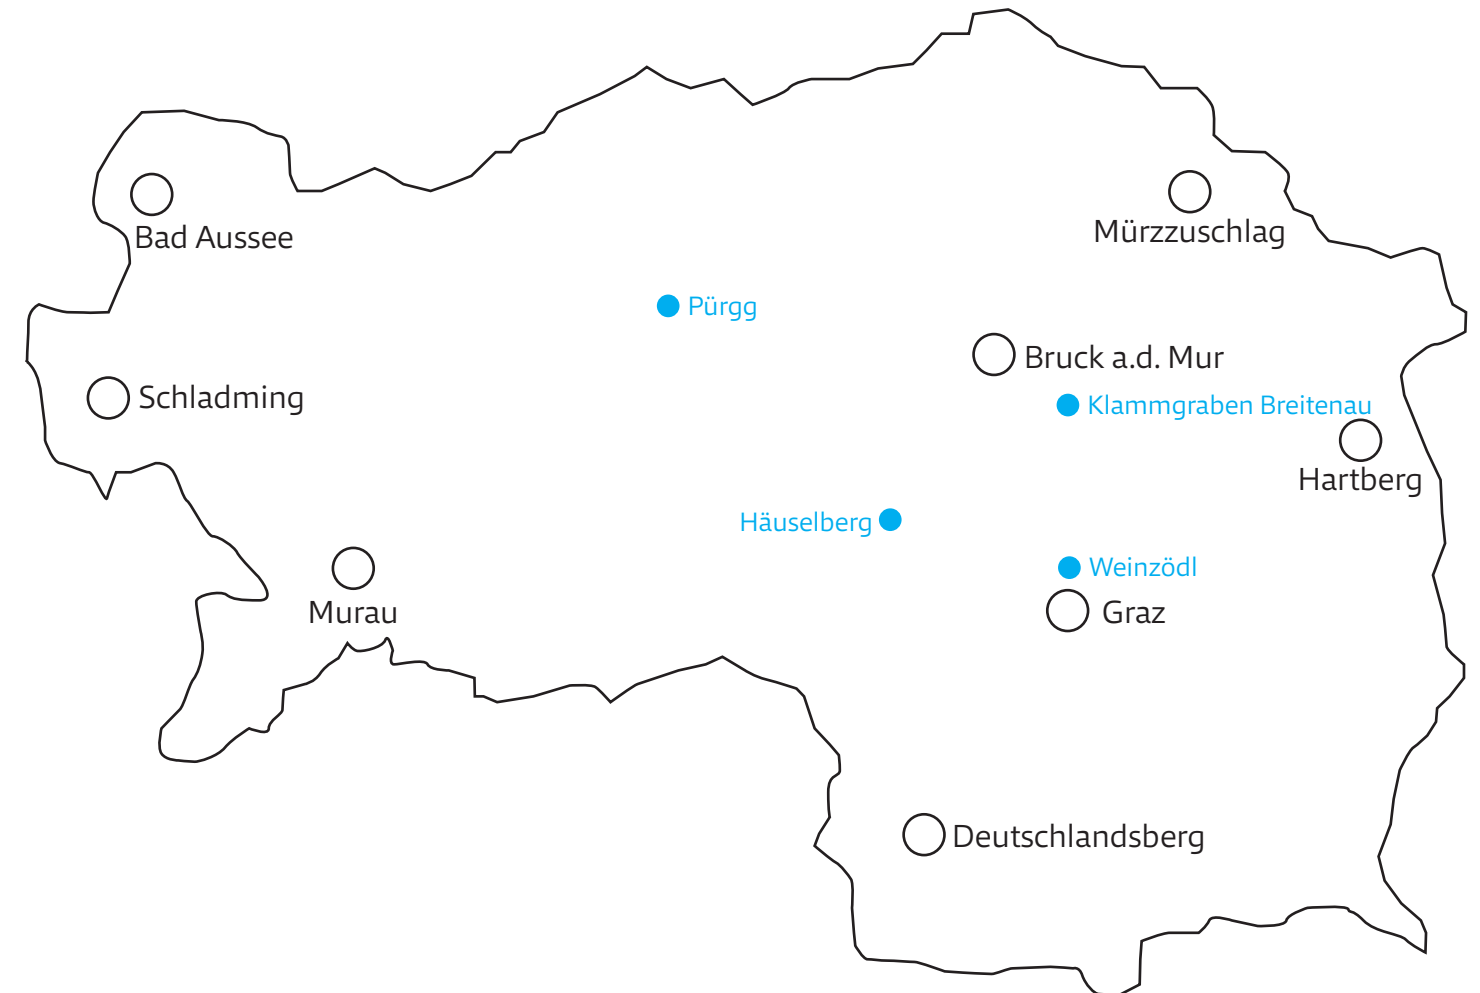 Mürzzuschlag
Bad Aussee
Pürgg
Bruck a.d. Mur
Schladming
Klammgraben Breitenau
Hartberg
Häuselberg
Weinzödl
Murau
Graz
Deutschlandsberg